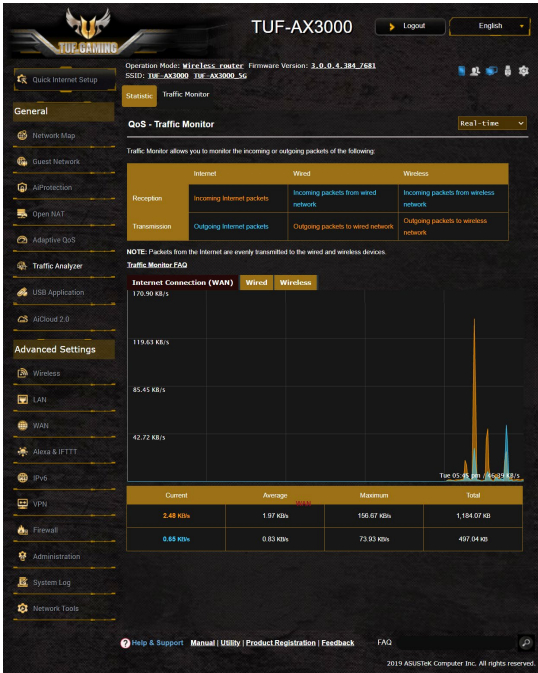 TUF-AX3000
Logout
English
TUF GAMING
Operation Mode: Wireless router Firmware Version: 3.0.0.4.384_7681
SSID: TUF-AX3000 TUF-AX3000_5G
Quick Internet Setup
Statistic
Traffic Monitor
General
QoS - Traffic Monitor
Real-time
Network Map
Traffic Monitor allows you to monitor the incoming or outgoing packets of the following:
Guest Network
Internet
Wired
Wireless
AiProtection
Reception
Incoming Internet packets
Incoming packets from wired network
Incoming packets from wireless network
Open NAT
Transmission
Outgoing Internet packets
Outgoing packets to wired network
Outgoing packets to wireless network
Adaptive QoS
NOTE: Packets from the Internet are evenly transmitted to the wired and wireless devices.
Traffic Analyzer
Traffic Monitor FAQ
Internet Connection (WAN)
Wired
Wireless
USB Application
170.90 KB/s
AiCloud 2.0
119.63 KB/s
Advanced Settings
Wireless
85.45 KB/s
LAN
WAN
42.72 KB/s
Alexa & IFTTT
IPv6
Tue 05:46 pm / 66.39 KB/s
Current
Average
Maximum
Total
VPN
2.48 KB/s
1.97 KB/s
156.67 KB/s
1,184.07 KB
Firewall
0.65 KB/s
0.83 KB/s
73.93 KB/s
497.04 KB
Administration
System Log
Network Tools
Help & Support
Manual | Utility | Product Registration | Feedback
FAQ
2019 ASUSTeK Computer Inc. All rights reserved.